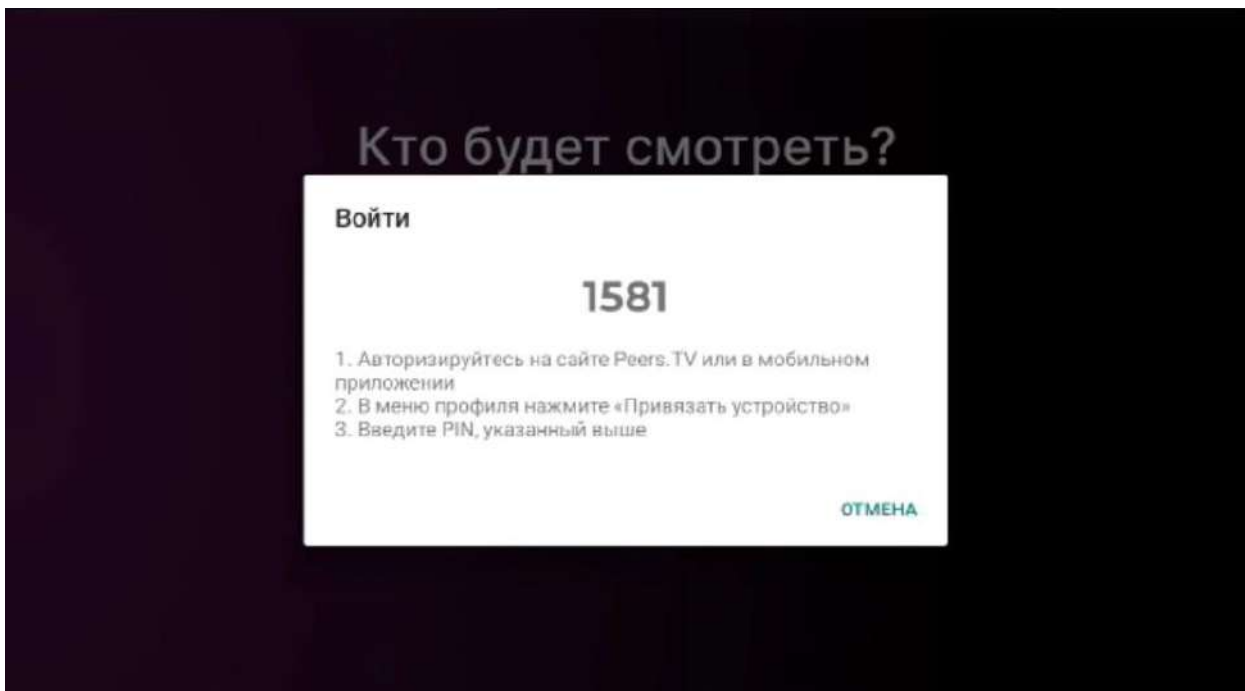 Кто будет смотреть?
Войти
1581
1. Авторизируйтесь на сайте Peers.TV или в мобильном
приложении
2. В меню профиля нажмите «Привязать устройство»
3. Введите PIN, указанный выше
ОТМЕНА